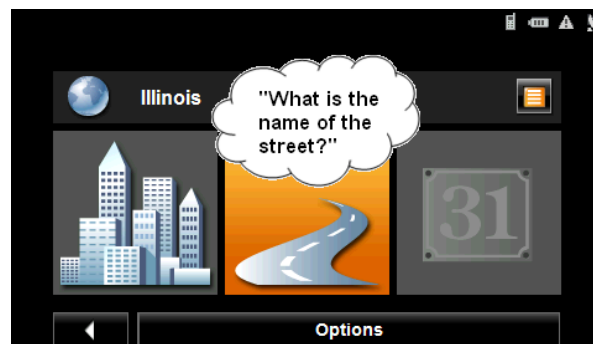 Illinois
"What is the
name of the
street?"
31
Options